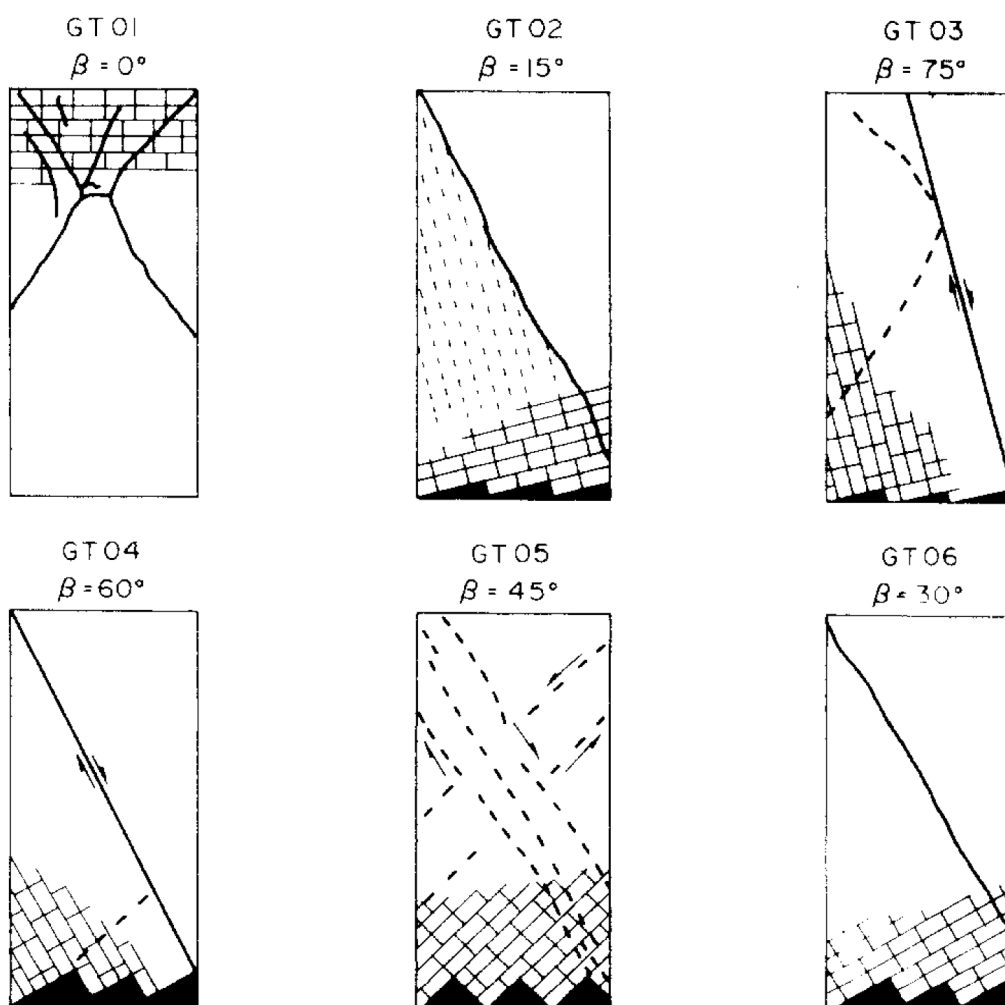 GT 01
β = 0°
GT 02
β = 15°
GT 03
β = 75°
GT 04
β = 60°
GT 05
β = 45°
GT 06
β = 30°